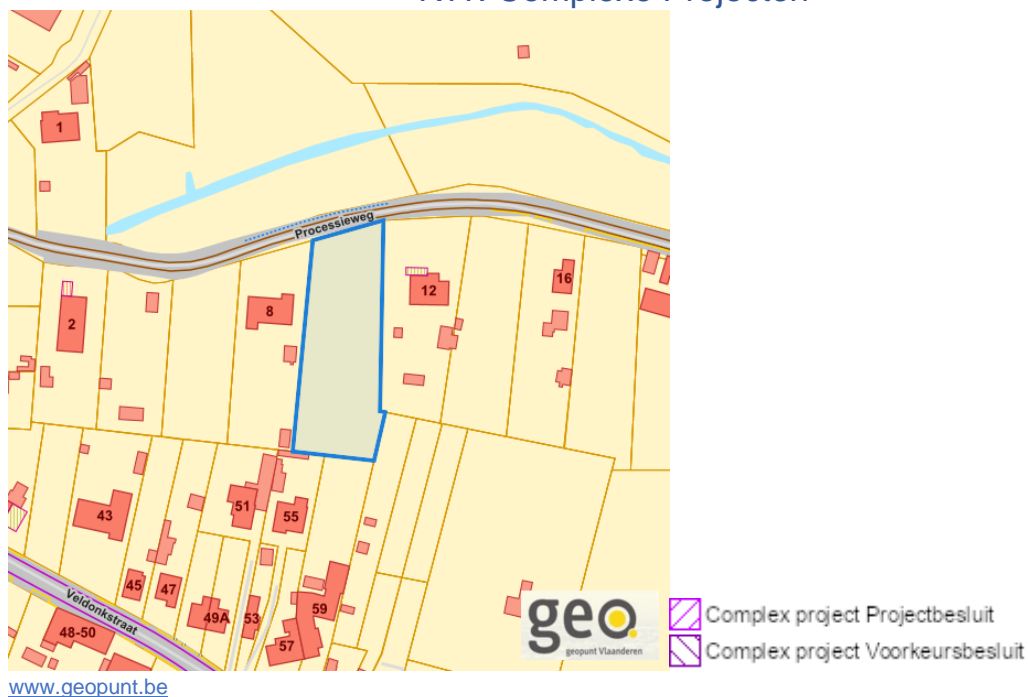 1
Processieweg
12
16
8
2
51
55
43
45
47
49A
53
59
57
Veldonkstraat
48-50
geo
geopunt Vlaanderen
Complex project Projectbesluit
Complex project Voorkeursbesluit
www.geopunt.be